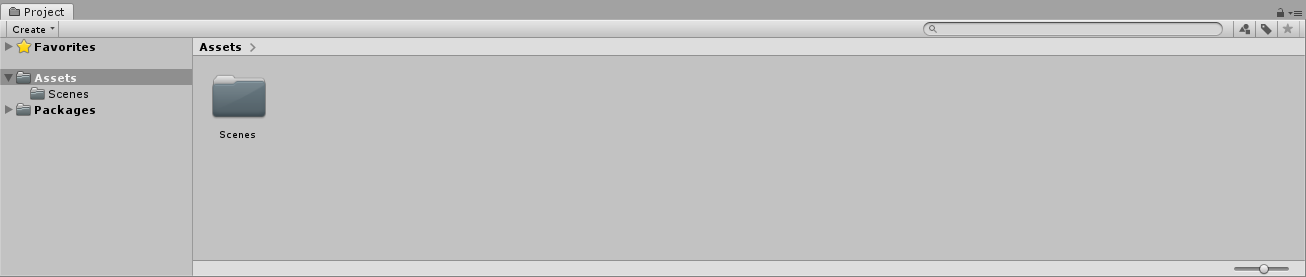 Project
Create
Favorites
Assets
Assets
Scenes
Packages
Scenes